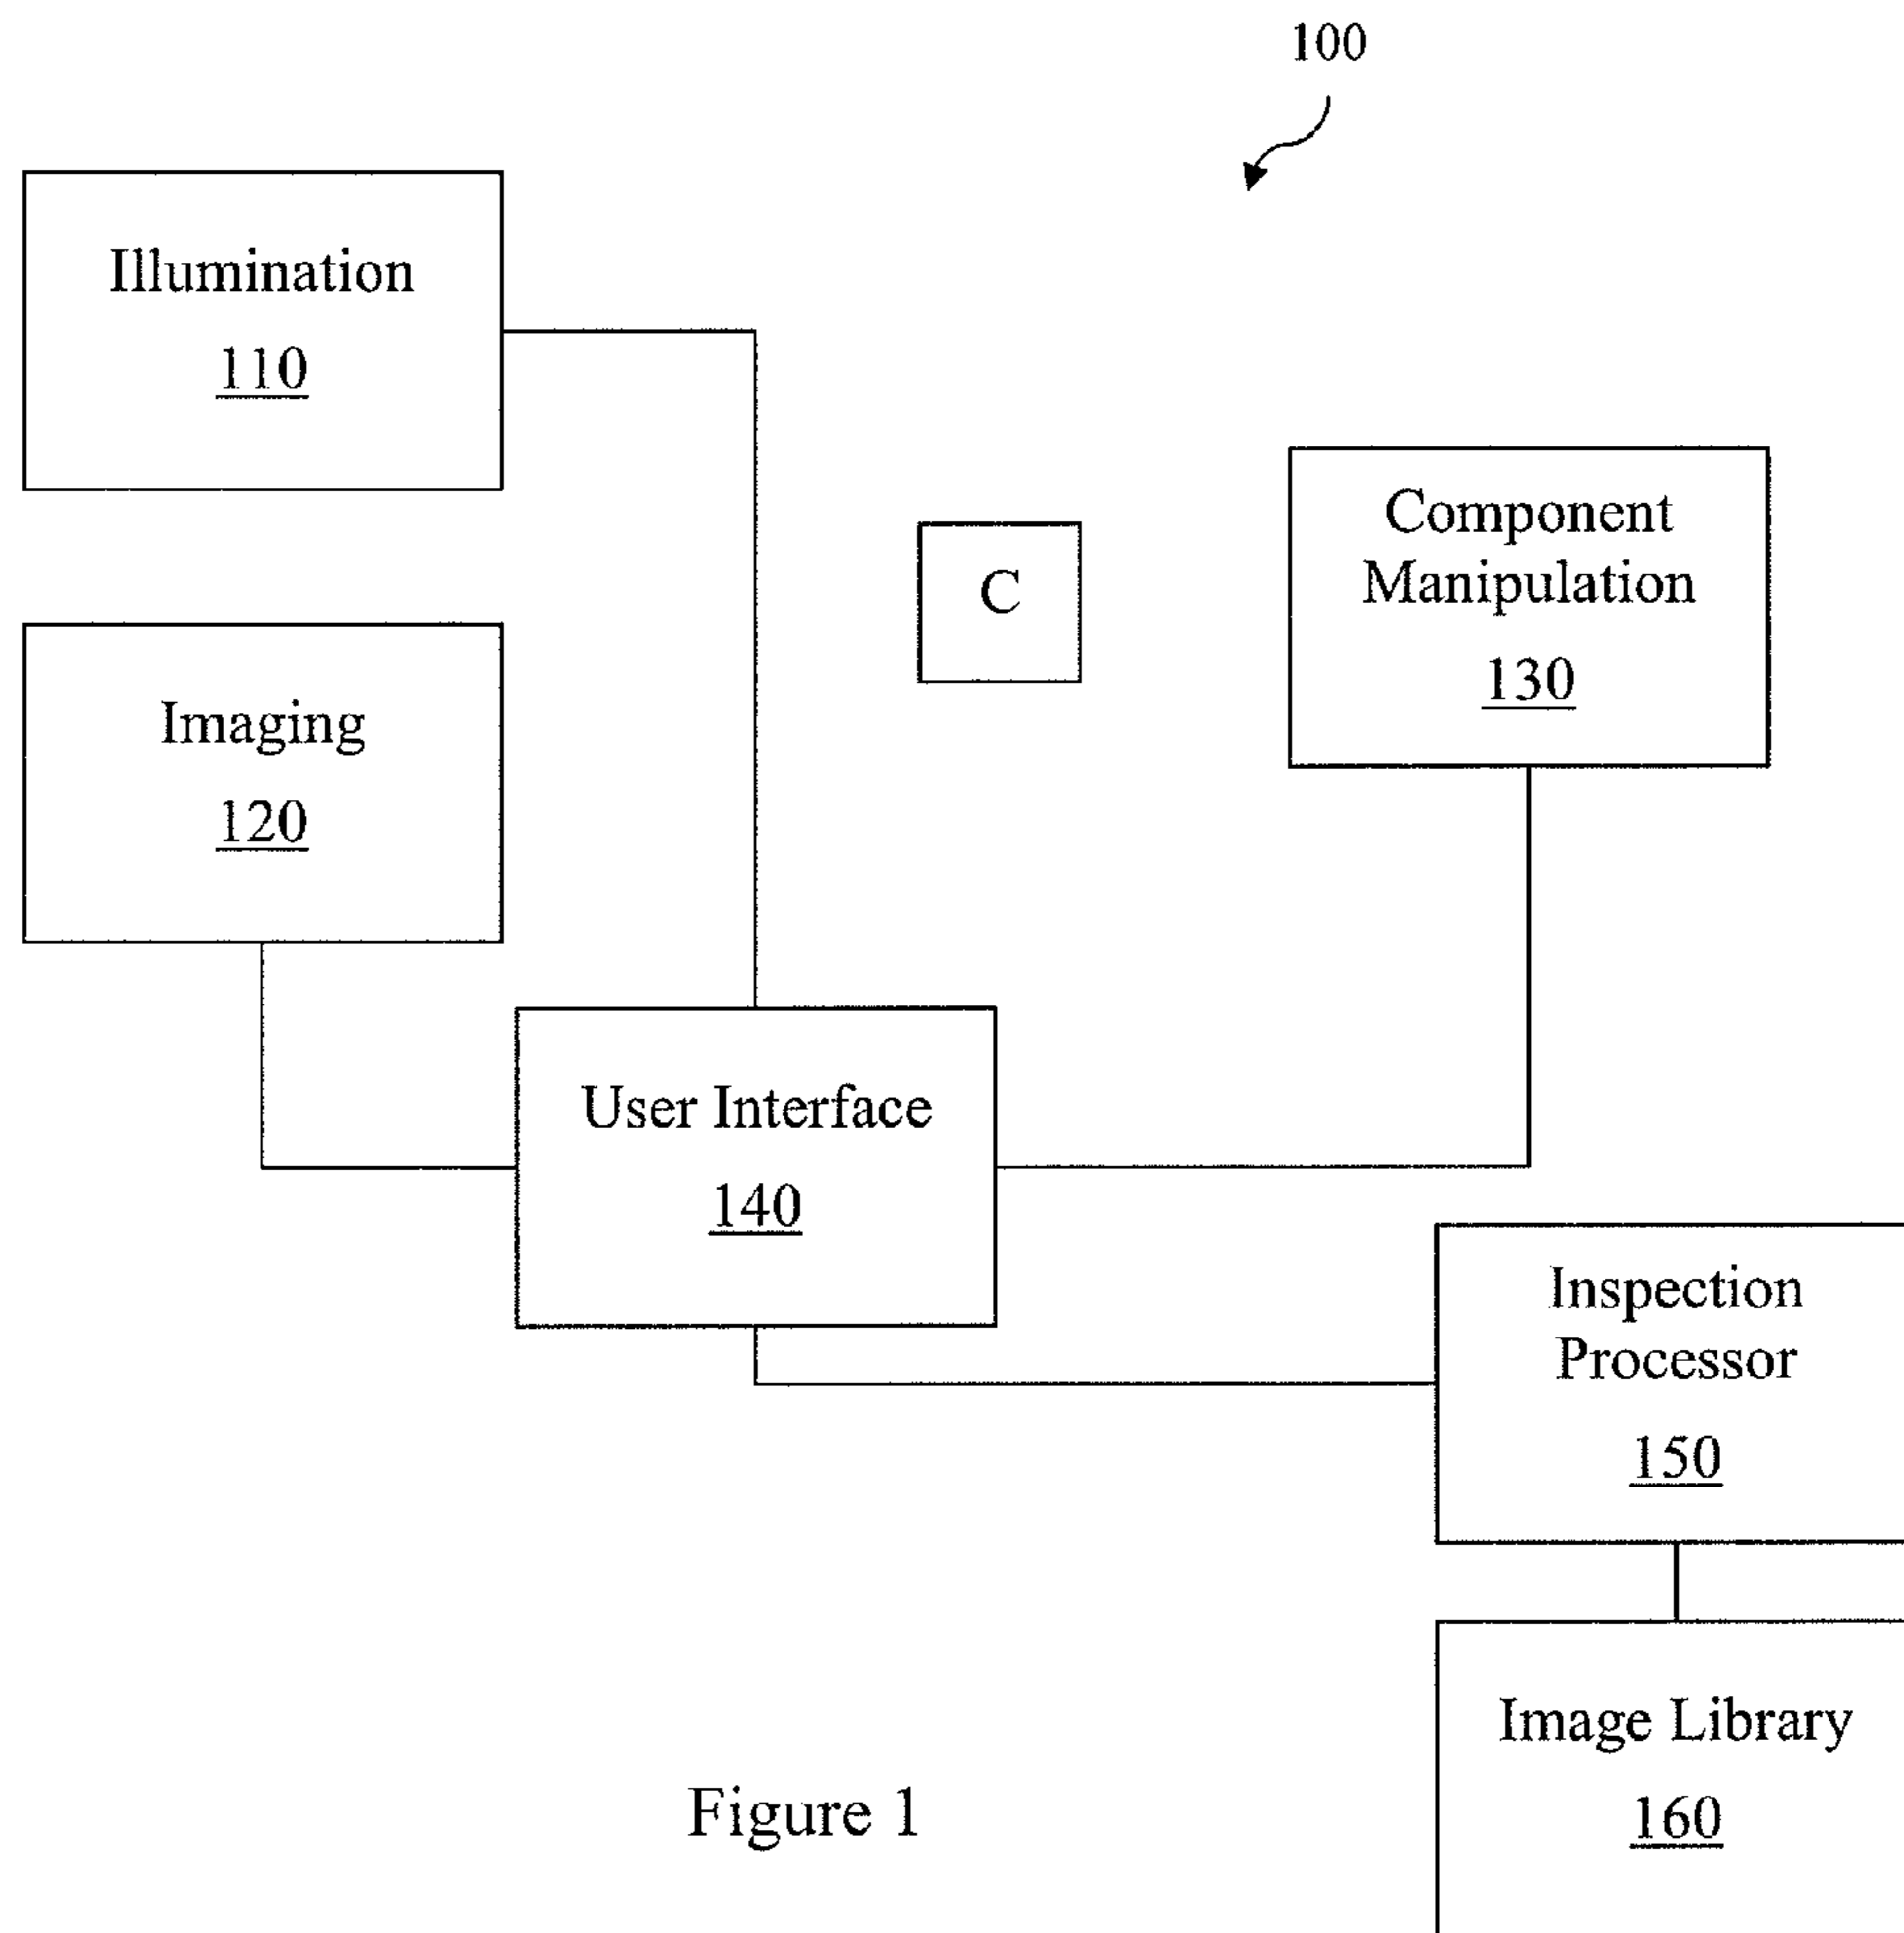 100
Illumination
110
Component
Manipulation
130
C
Imaging
120
User Interface
140
Inspection
Processor
150
Image Library
160
Figure 1